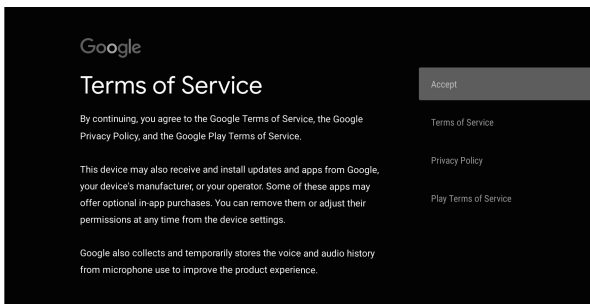 Google
Terms of Service
By continuing, you agree to the Google Terms of Service, the Google
Privacy Policy, and the Google Play Terms of Service.
This device may also receive and install updates and apps from Google,
your device's manufacturer, or your operator. Some of these apps may
offer optional in-app purchases. You can remove them or adjust their
permissions at any time from the device settings.
Google also collects and temporarily stores the voice and audio history
from microphone use to improve the product experience.
Accept
Terms of Service
Privacy Policy
Play Terms of Service